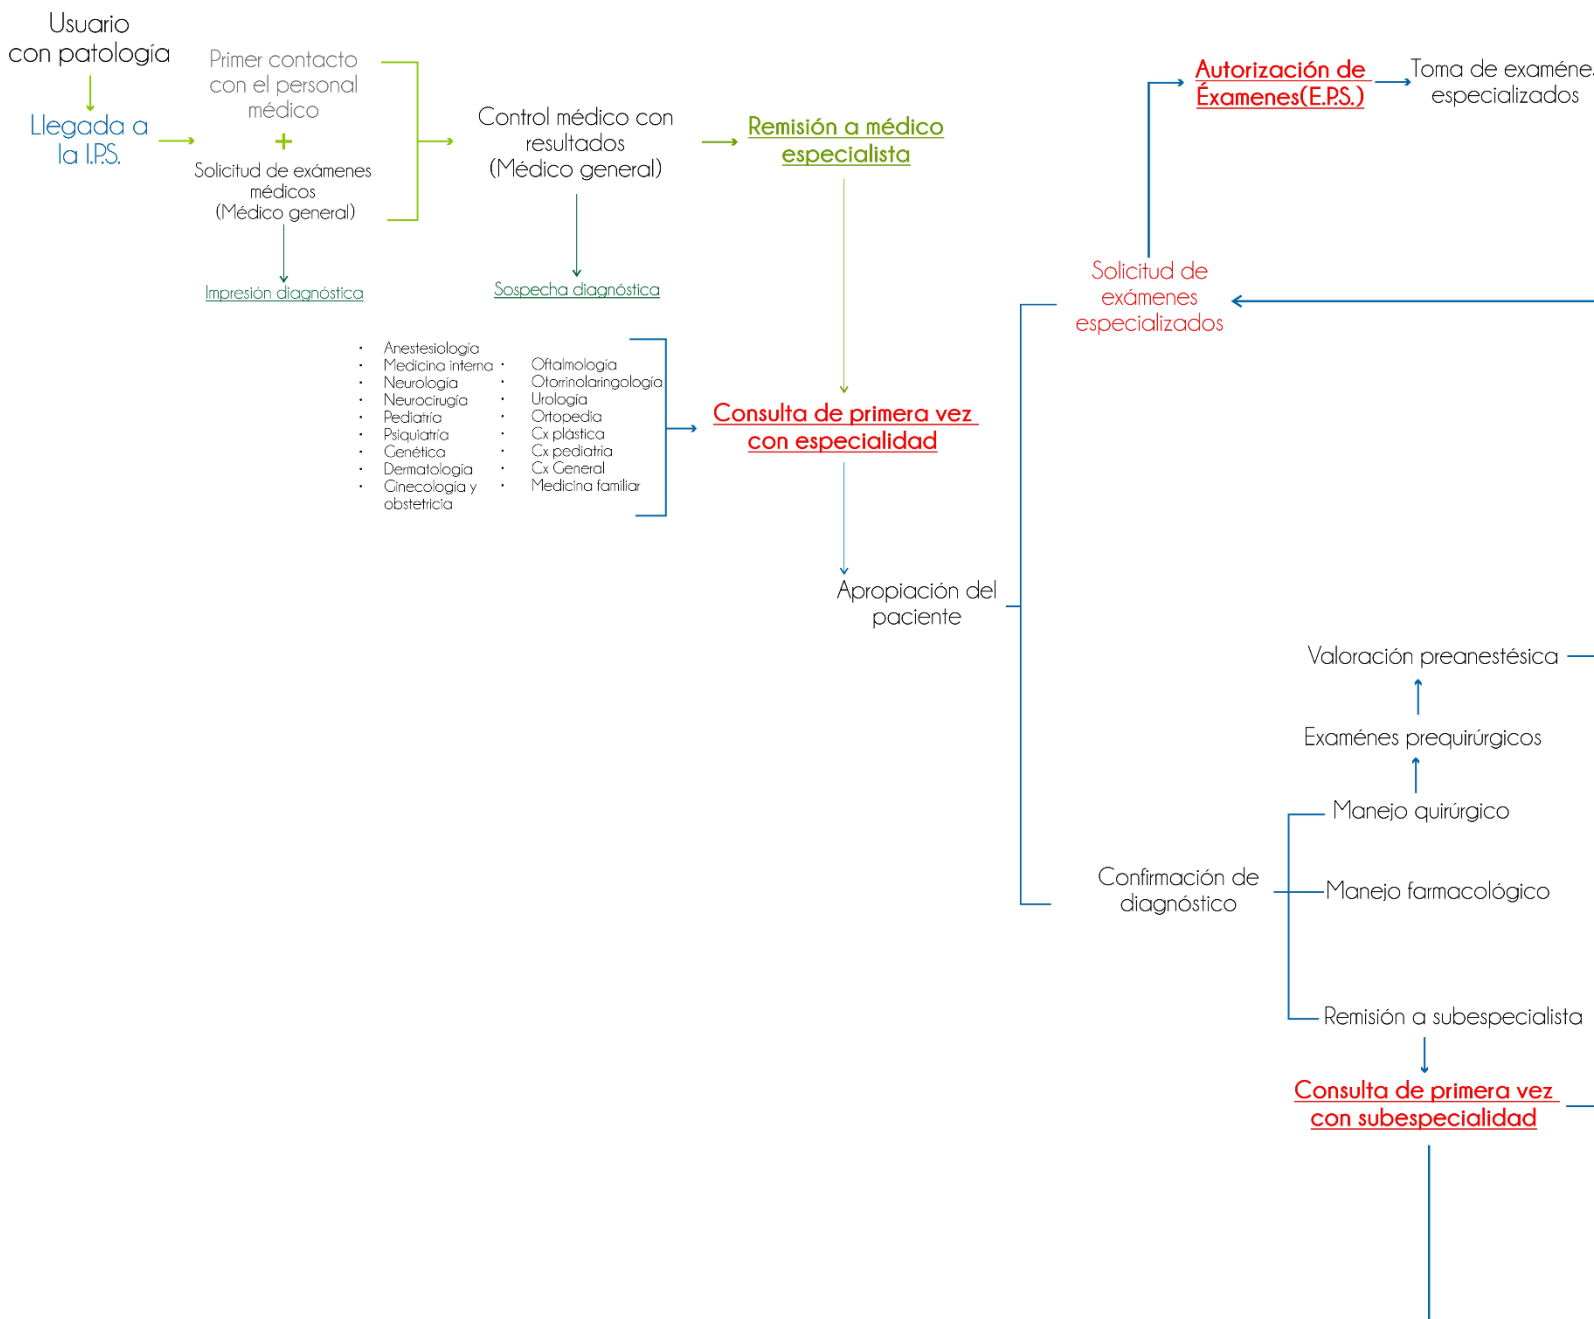 Usuario
con patología
Llegada a
la I.P.S.
Primer contacto
con el personal
médico
+
Solicitud de exámenes
médicos
(Médico general)
Impresión diagnóstica
Control médico con
resultados
(Médico general)
Sospecha diagnóstica
Remisión a médico
especialista
· Anestesiología
· Medicina interna
· Neurología
· Neurocirugía
· Pediatría
· Psiquiatría
· Genética
· Dermatología
· Ginecología y
obstetricia
· Oftalmología
· Otorrinolaringología
· Urología
· Ortopedia
· Cx plástica
· Cx pediatría
· Cx General
· Medicina familiar
Consulta de primera vez
con especialidad
Apropiación del
paciente
Solicitud de
exámenes
especializados
Autorización de
Éxamenes(E.P.S.)
Toma de examénes
especializados
Valoración preanestésica
Examénes prequirúrgicos
Manejo quirúrgico
Confirmación de
diagnóstico
Manejo farmacológico
Remisión a subespecialista
Consulta de primera vez
con subespecialidad